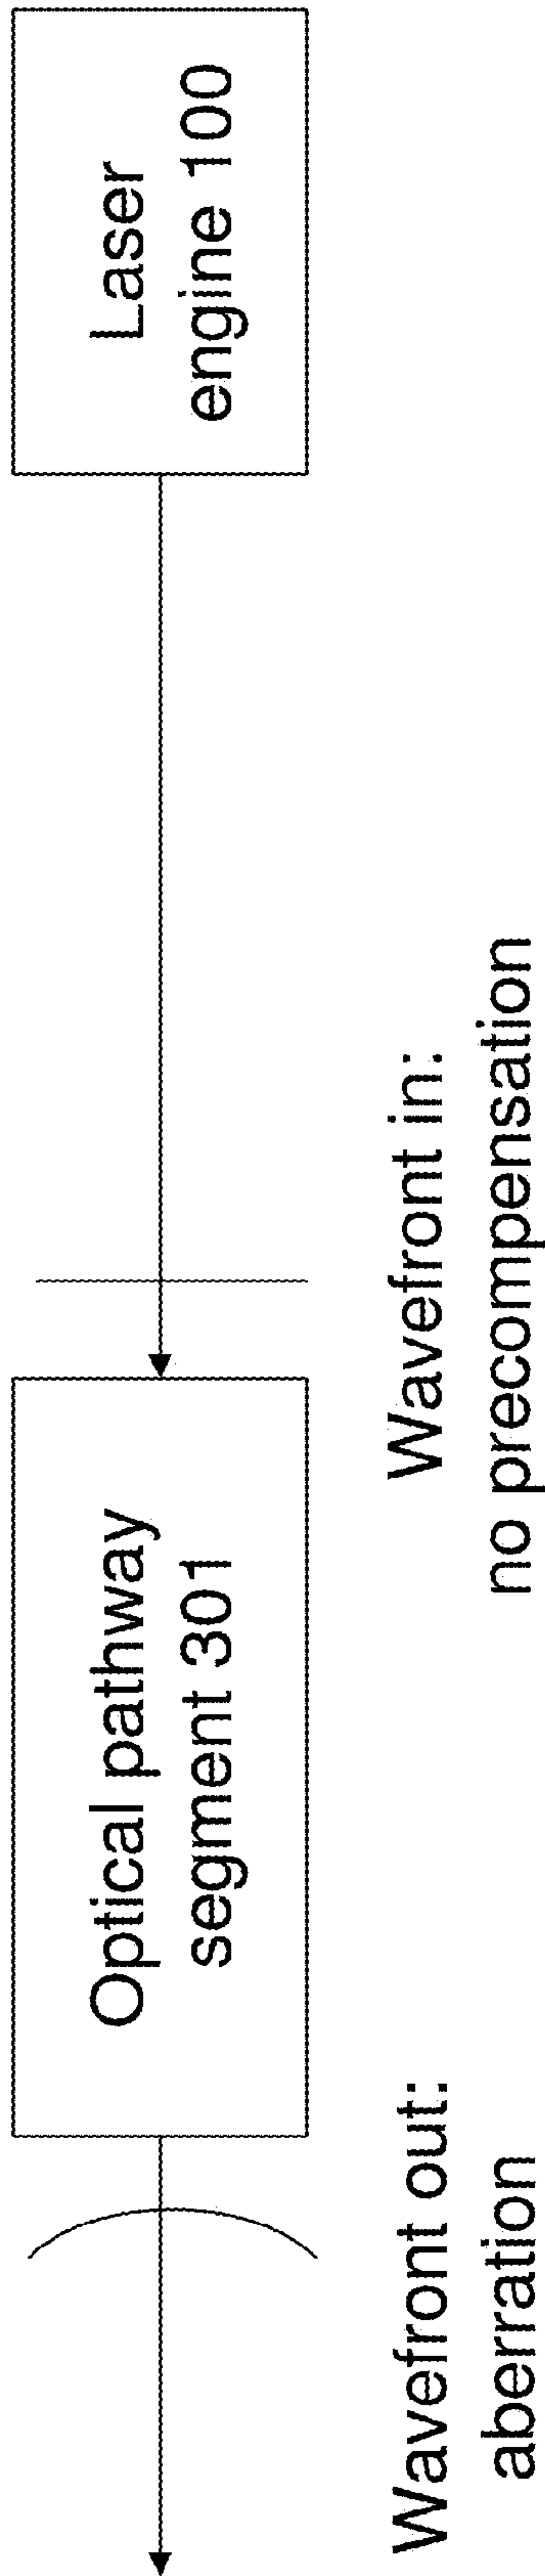 Laser
engine 100
Optical pathway
segment 301
Wavefront in:
no precompensation
Wavefront out:
aberration